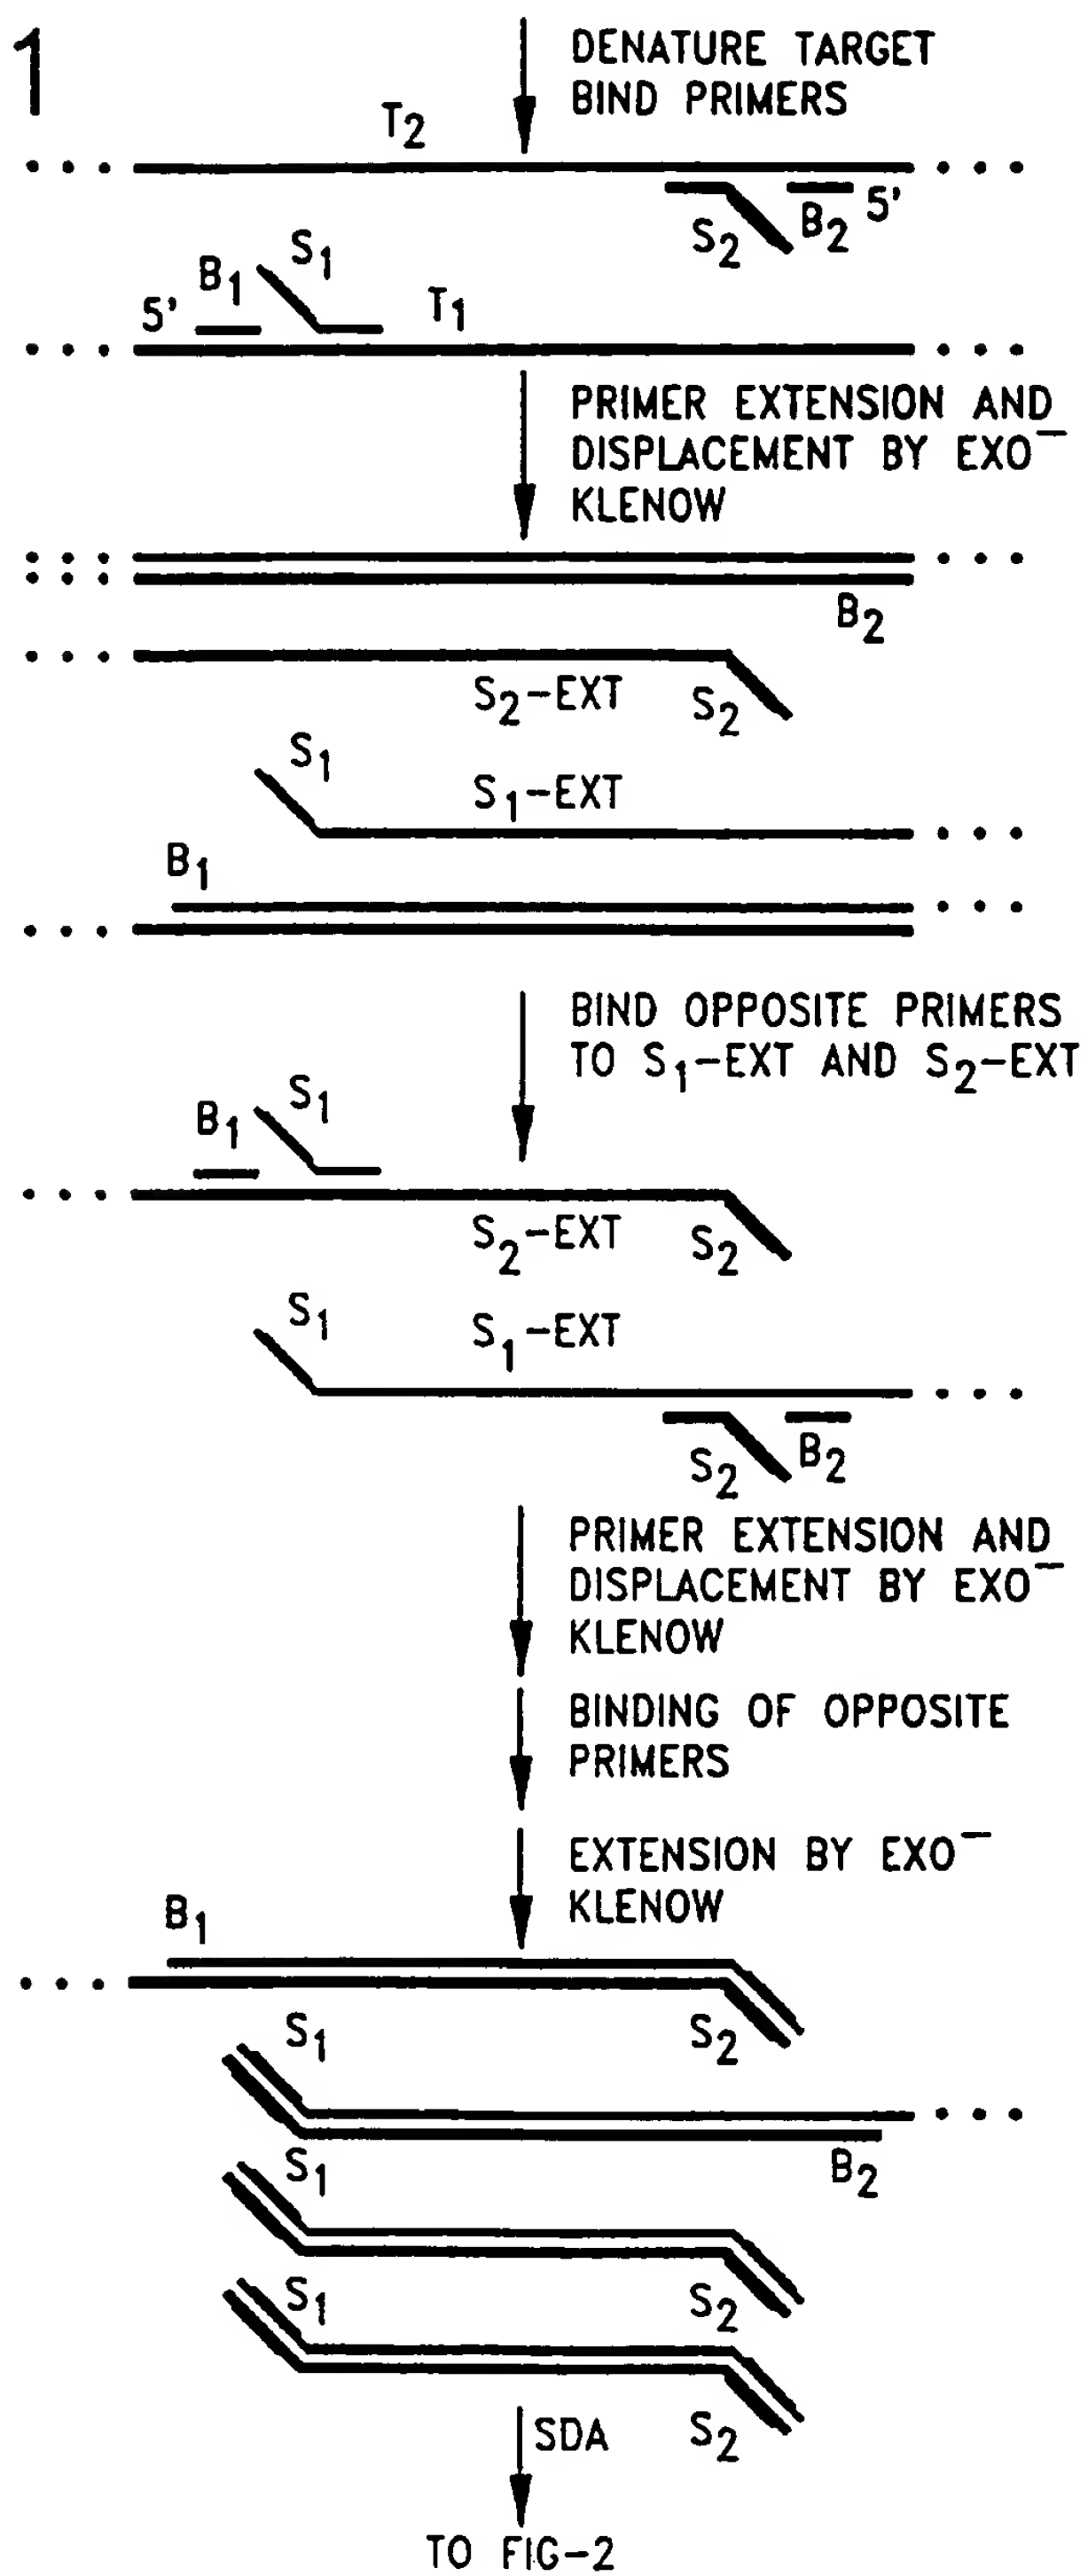 1
DENATURE TARGET
BIND PRIMERS
T2
S2
B2
5'
5'
B1
S1
T1
PRIMER EXTENSION AND
DISPLACEMENT BY EXO−
KLENOW
B2
S2-EXT
S2
S1
S1-EXT
B1
BIND OPPOSITE PRIMERS
TO S1-EXT AND S2-EXT
B1
S1
S2-EXT
S2
S1
S1-EXT
S2
B2
PRIMER EXTENSION AND
DISPLACEMENT BY EXO−
KLENOW
BINDING OF OPPOSITE
PRIMERS
EXTENSION BY EXO−
KLENOW
B1
S1
S2
S1
B2
S1
S2
S2
SDA
TO FIG-2